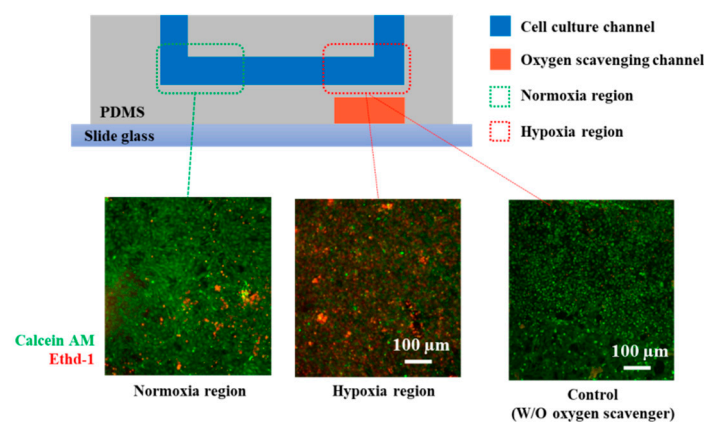 Cell culture channel
Oxygen scavenging channel
Normoxia region
Hypoxia region
PDMS
Slide glass
Calcein AM
Ethd-1
100 µm
100 µm
Normoxia region
Hypoxia region
Control
(W/O oxygen scavenger)